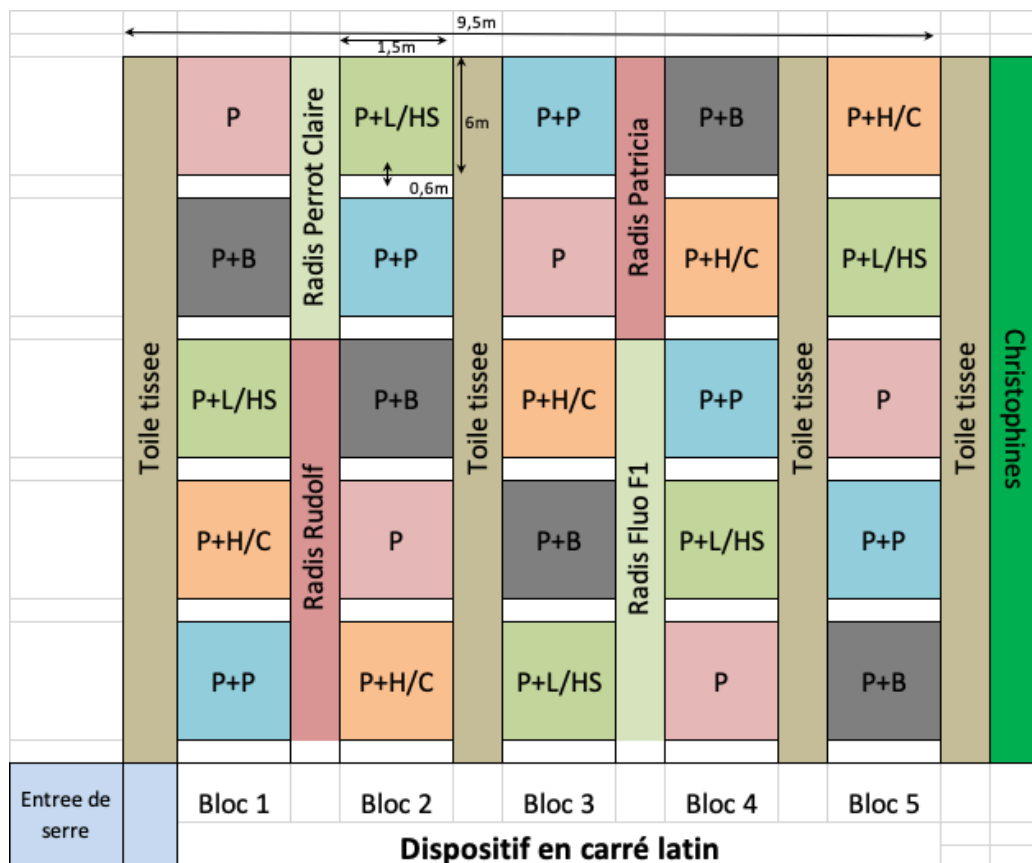 9,5m
1,5m
P
P+L/HS
P+P
P+B
P+H/C
6m
0,6m
Radis Perrot Claire
Radis Patricia
P+B
P+P
P
P+H/C
P+L/HS
Toile tissee
Toile tissee
Toile tissee
Toile tissee
Christophines
P+L/HS
P+B
P+H/C
P+P
P
Radis Rudolf
Radis Fluo F1
P+H/C
P
P+B
P+L/HS
P+P
P+P
P+H/C
P+L/HS
P
P+B
Entree de
serre
Bloc 1
Bloc 2
Bloc 3
Bloc 4
Bloc 5
Dispositif en carré latin